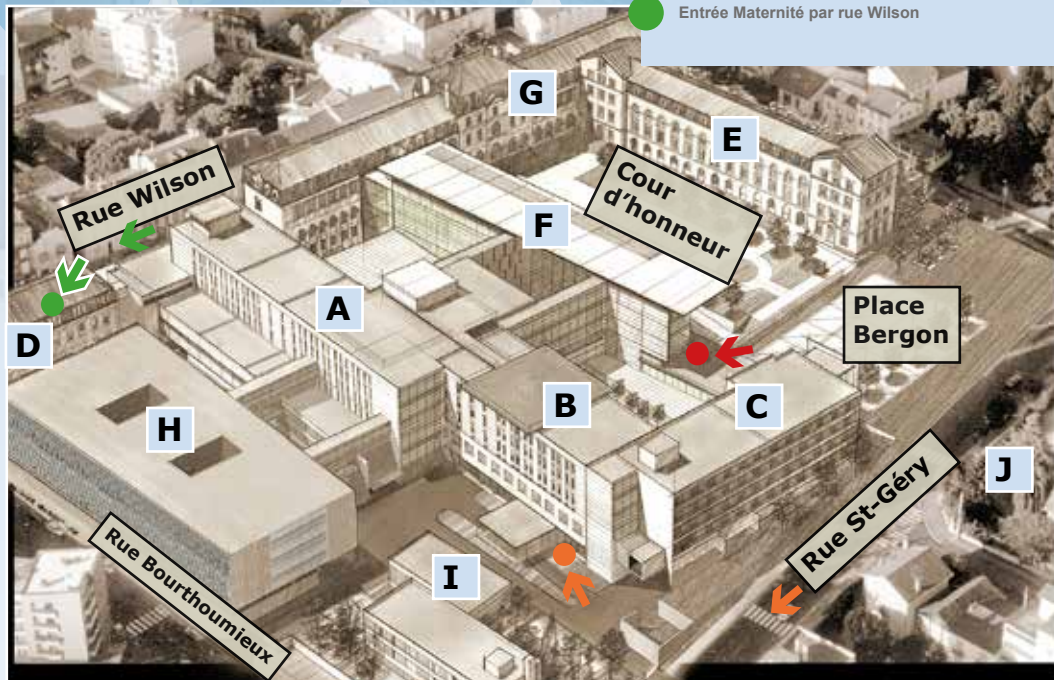 Entrée Maternité par rue Wilson
G
E
Rue Wilson
Cour
d'honneur
F
A
Place
Bergon
D
B
C
H
J
Rue St-Géry
I
Rue Bourthoumieux